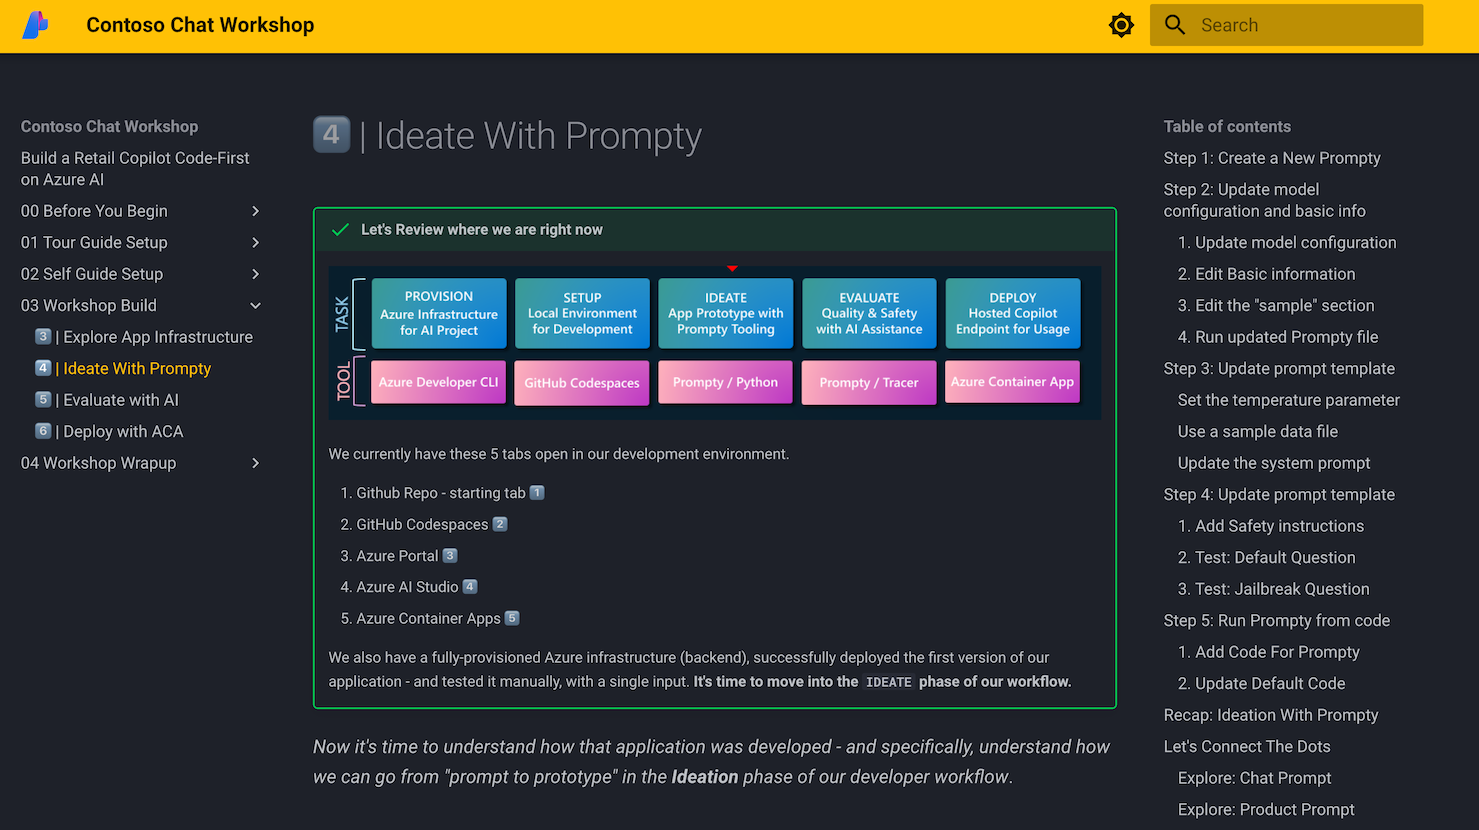 Contoso Chat Workshop
Search
Contoso Chat Workshop
Build a Retail Copilot Code-First
on Azure AI
00 Before You Begin
01 Tour Guide Setup
02 Self Guide Setup
03 Workshop Build
3 | Explore App Infrastructure
4 | Ideate With Prompty
5 | Evaluate with AI
6 | Deploy with ACA
04 Workshop Wrapup
4 | Ideate With Prompty
Let's Review where we are right now
TASK
PROVISION
Azure Infrastructure
for AI Project
SETUP
Local Environment
for Development
IDEATE
App Prototype with
Prompty Tooling
EVALUATE
Quality & Safety
with AI Assistance
DEPLOY
Hosted Copilot
Endpoint for Usage
TOOL
Azure Developer CLI
GitHub Codespaces
Prompty / Python
Prompty / Tracer
Azure Container App
We currently have these 5 tabs open in our development environment.
1. Github Repo - starting tab 1
2. GitHub Codespaces 2
3. Azure Portal 3
4. Azure AI Studio 4
5. Azure Container Apps 5
We also have a fully-provisioned Azure infrastructure (backend), successfully deployed the first version of our
application - and tested it manually, with a single input. It's time to move into the IDEATE phase of our workflow.
Now it's time to understand how that application was developed - and specifically, understand how
we can go from "prompt to prototype" in the Ideation phase of our developer workflow.
Table of contents
Step 1: Create a New Prompty
Step 2: Update model
configuration and basic info
1. Update model configuration
2. Edit Basic information
3. Edit the "sample" section
4. Run updated Prompty file
Step 3: Update prompt template
Set the temperature parameter
Use a sample data file
Update the system prompt
Step 4: Update prompt template
1. Add Safety instructions
2. Test: Default Question
3. Test: Jailbreak Question
Step 5: Run Prompty from code
1. Add Code For Prompty
2. Update Default Code
Recap: Ideation With Prompty
Let's Connect The Dots
Explore: Chat Prompt
Explore: Product Prompt